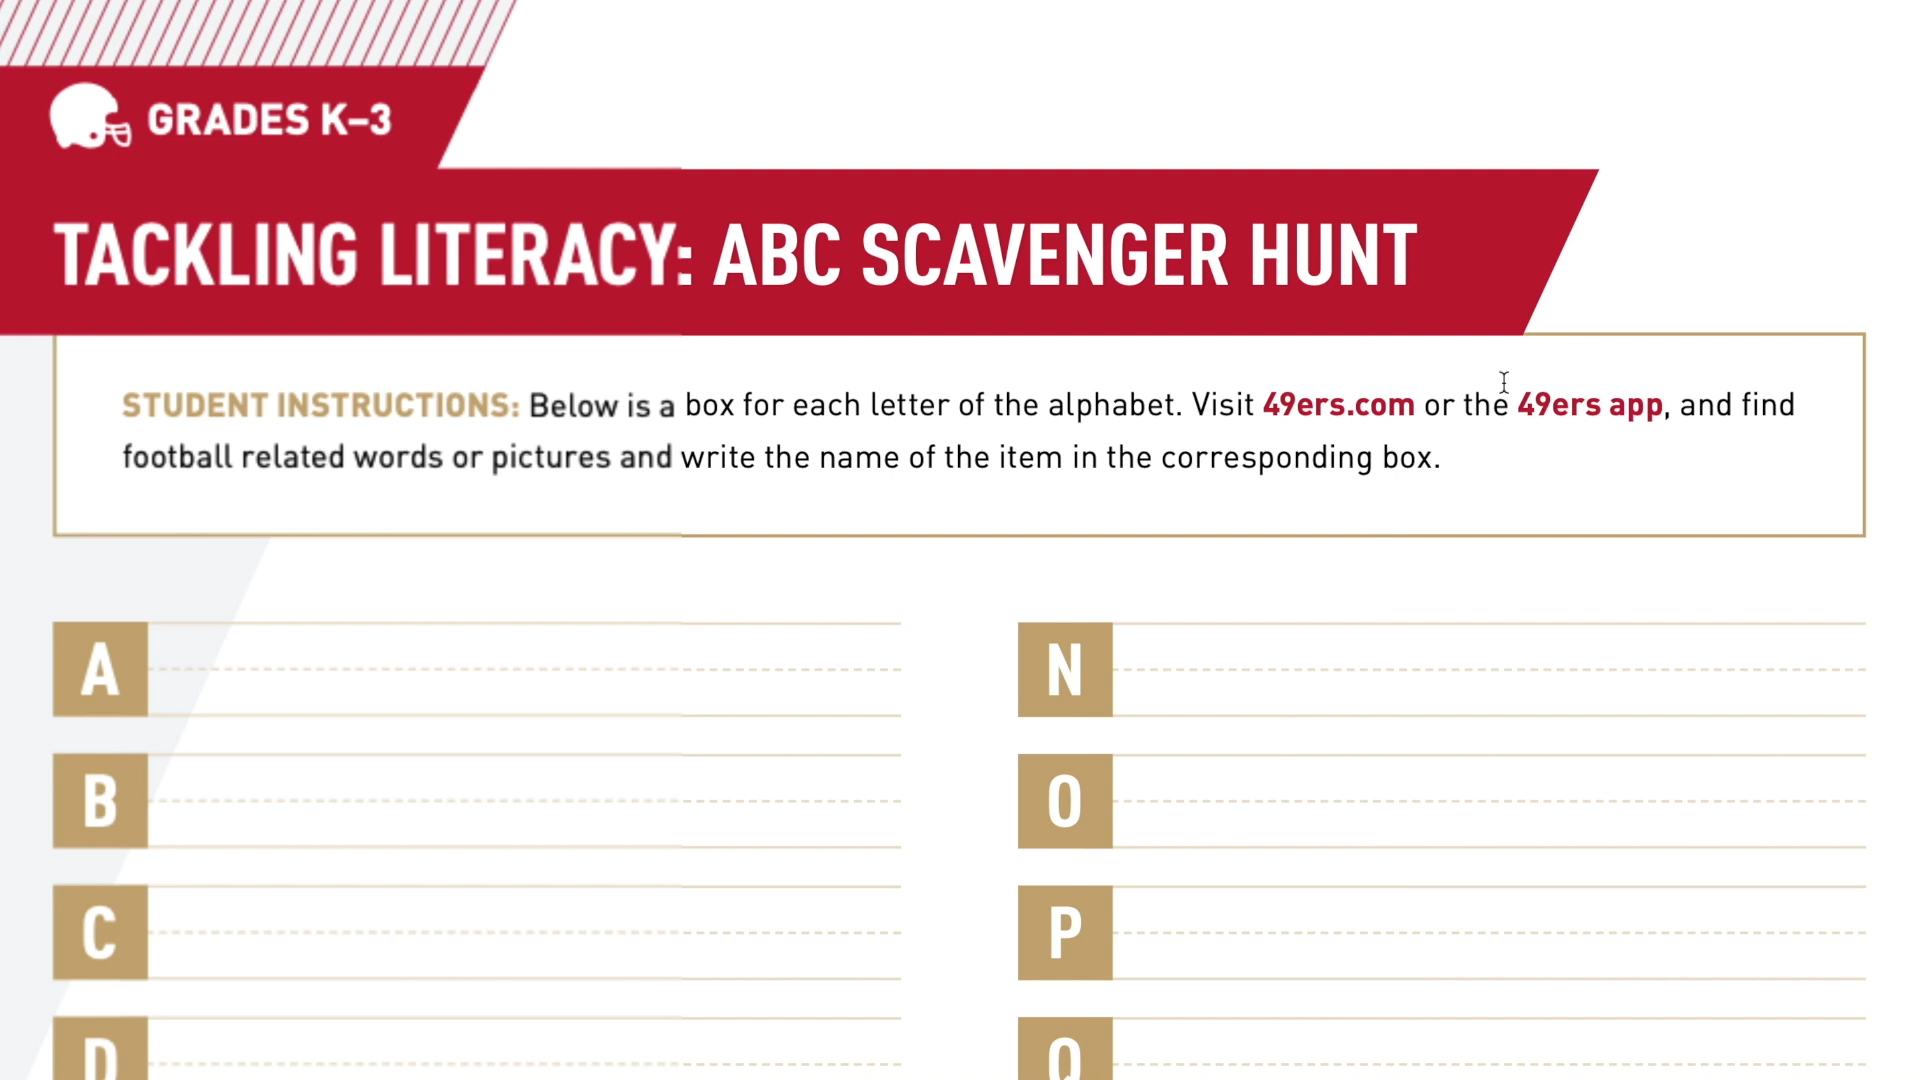 GRADES K–3
TACKLING LITERACY: ABC SCAVENGER HUNT
STUDENT INSTRUCTIONS: Below is a box for each letter of the alphabet. Visit 49ers.com or the 49ers app, and find
football related words or pictures and write the name of the item in the corresponding box.
A
B
C
D
N
O
P
Q